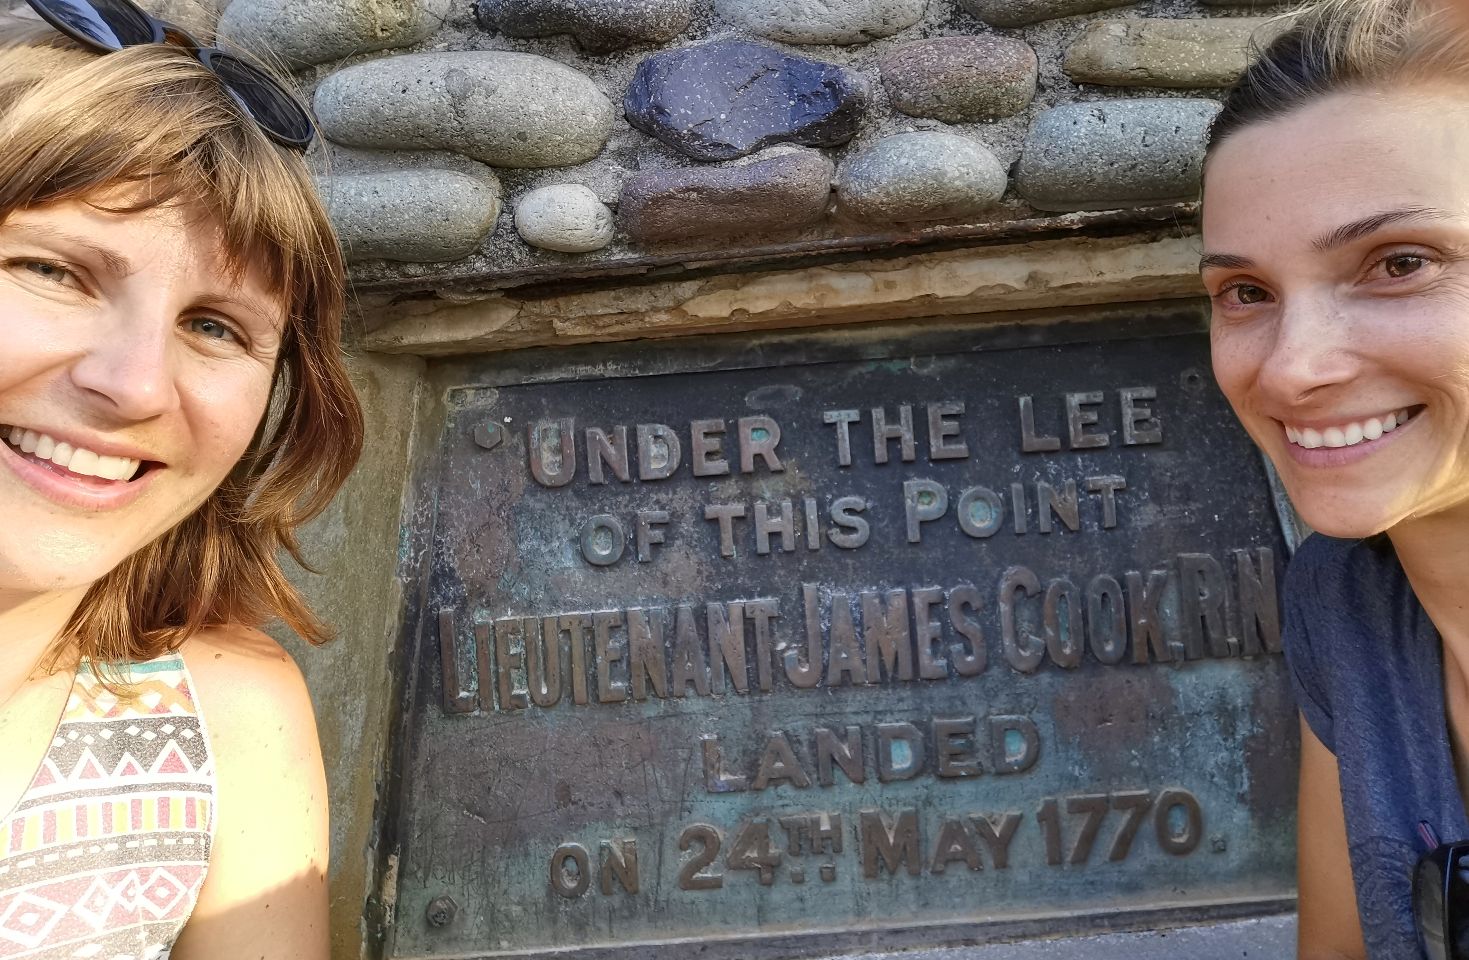 UNDER THE LEE
OF THIS POINT
LIEUTENANT JAMES COOK, R.N
LANDED
ON 24TH MAY 1770.